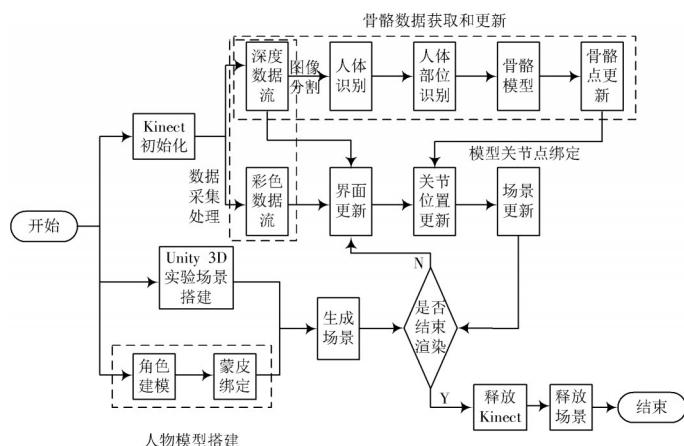 骨骼数据获取和更新
深度
数据
流
图像
分割
人体
识别
人体
部位
识别
骨骼
模型
骨骼
点更
新
Kinect
初始化
模型关节点绑定
数据
采集
处理
彩色
数据
流
界面
更新
关节
位置
更新
场景
更新
开始
Unity 3D
实验场景
搭建
N
生成
场景
是否
结束
渲染
角色
建模
蒙皮
绑定
Y
释放
Kinect
释放
场景
结束
人物模型搭建